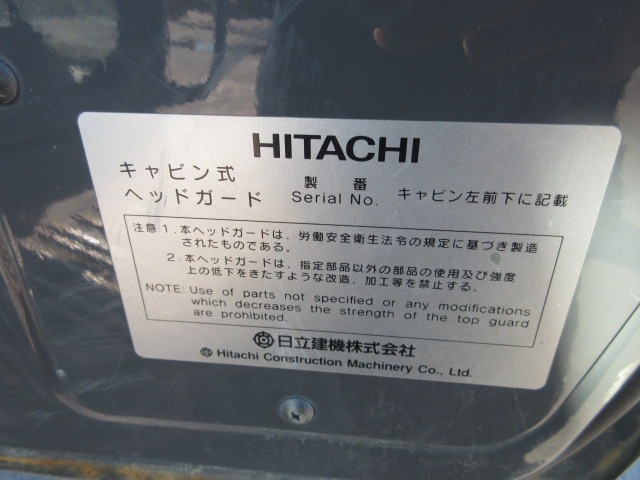 HITACHI
キャビン式
ヘッドガード
製番
Serial No.
キャビン左前下に記載
注意 1.本ヘッドガードは、労働安全衛生法令の規定に基づき製造
されたものである。
2.本ヘッドガードは、指定部品以外の部品の使用及び強度
上の低下をきたすような改造、加工等を禁止する。
NOTE: Use of parts not specified or any modifications
which decreases the strength of the top guard
are prohibited.
日立建機株式会社
Hitachi Construction Machinery Co., Ltd.